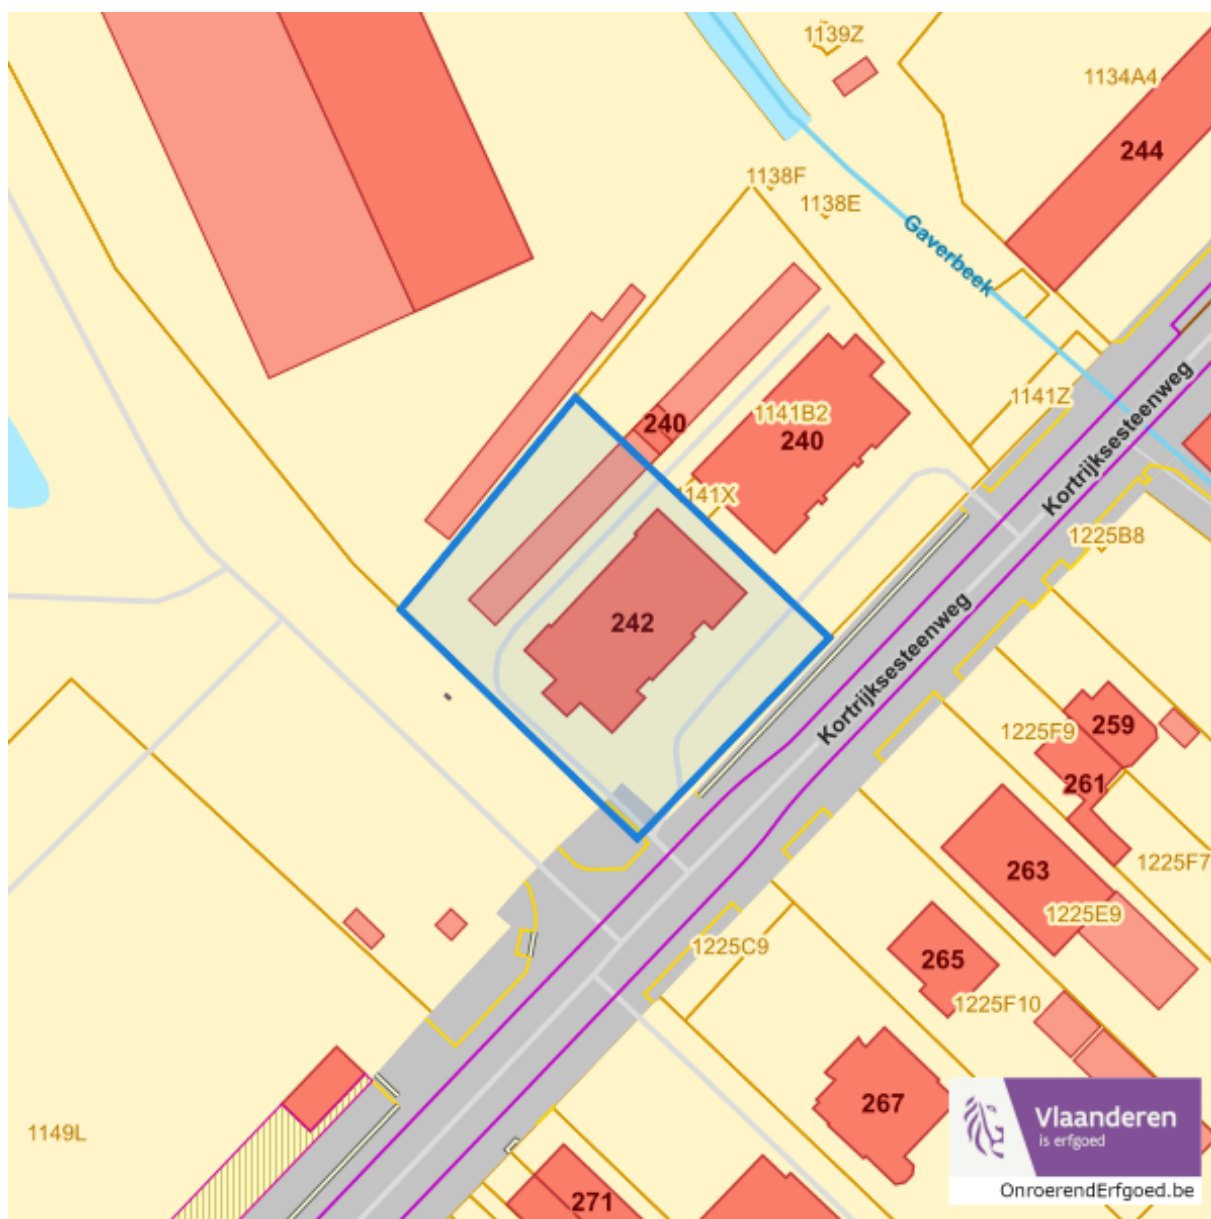 1139Z
1134A4
244
1138F
1138E
Gaverbeek
1141Z
240
1141B2
240
1141X
Kortrijksesteenweg
1225B8
242
Kortrijksesteenweg
259
1225F9
261
1225F7
263
1225E9
1225C9
265
1225F10
267
1149L
271
Vlaanderen
is erfgoed
OnroerendErfgoed.be